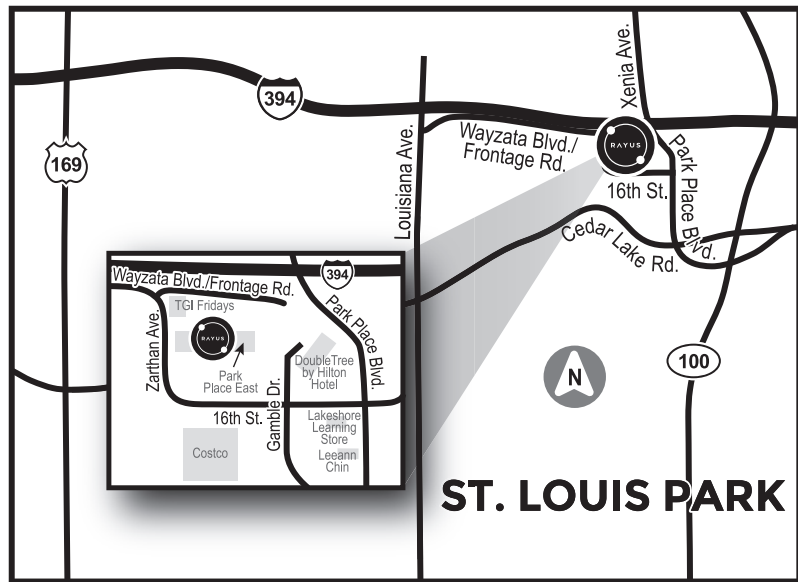 Xenia Ave.
394
169
Louisiana Ave.
Wayzata Blvd./
Frontage Rd.
RAYUS
16th St.
Park Place Blvd.
Cedar Lake Rd.
394
Wayzata Blvd./Frontage Rd.
TGI Fridays
Zarthan Ave.
RAYUS
Park
Place East
Park Place Blvd.
DoubleTree
by Hilton
Hotel
16th St.
Gamble Dr.
Lakeshore
Learning
Store
Leeann
Chin
Costco
N
100
ST. LOUIS PARK